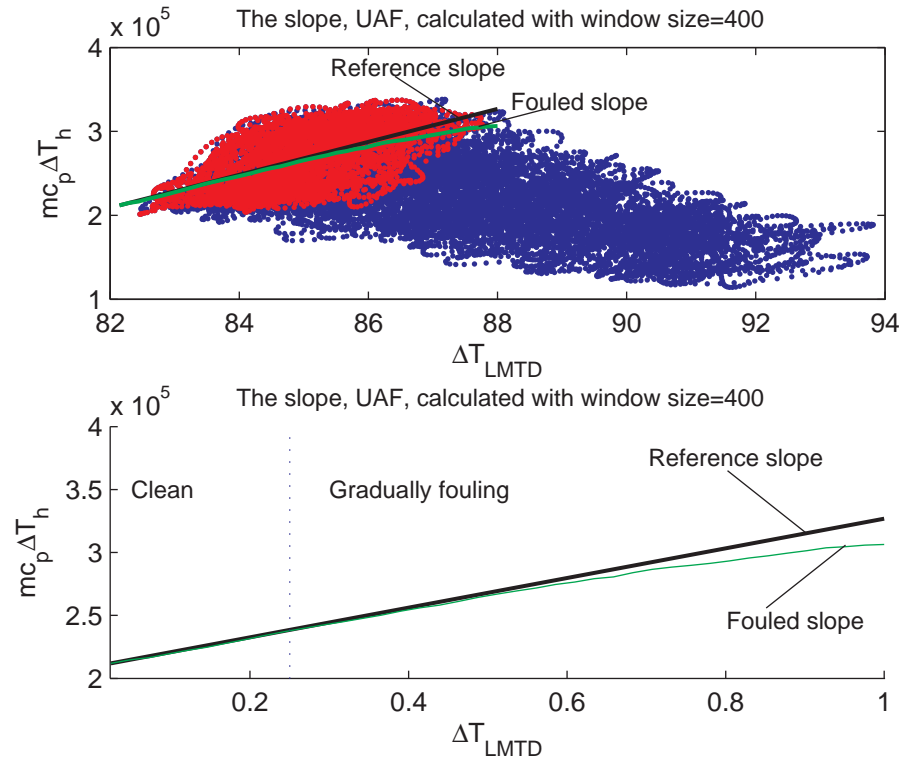 The slope, UAF, calculated with window size=400
x 10^5
4
3
2
1
mc_pΔT_h
Reference slope
Fouled slope
82 84 86 88 90 92 94
ΔT_LMTD
The slope, UAF, calculated with window size=400
x 10^5
4
3.5
3
2.5
2
mc_pΔT_h
Clean
Gradually fouling
Reference slope
Fouled slope
0.2 0.4 0.6 0.8 1
ΔT_LMTD